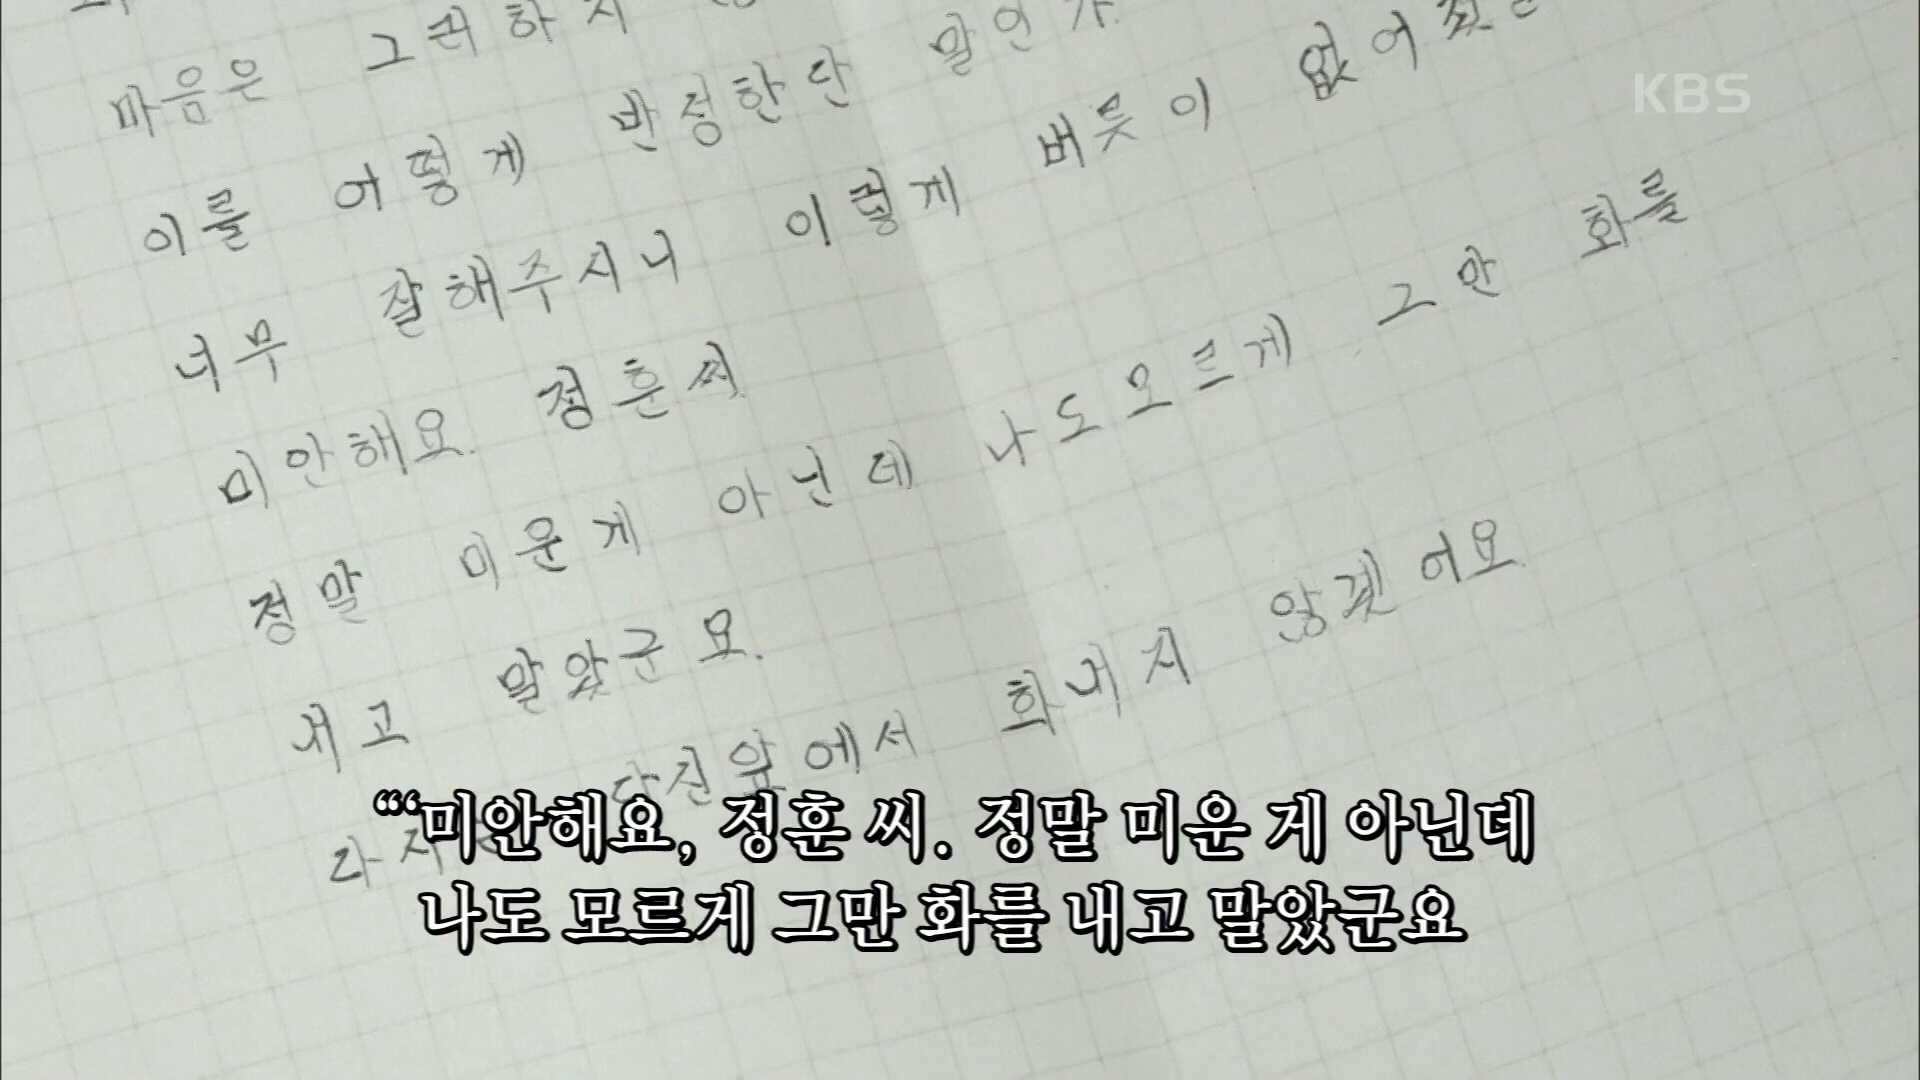 마음은 그러하지
이를 어떻게 반정한단 말인가.
너무 잘해주시니 이렇게 버릇이 없어졌
미안해요. 정훈씨
정말 미운게 아닌데 나도모르게 그만 화를
내고 말았군요.
당신앞에서 화내지 않겠어요.
“‘미안해요, 정훈 씨. 정말 미운 게 아닌데
나도 모르게 그만 화를 내고 말았군요
KBS